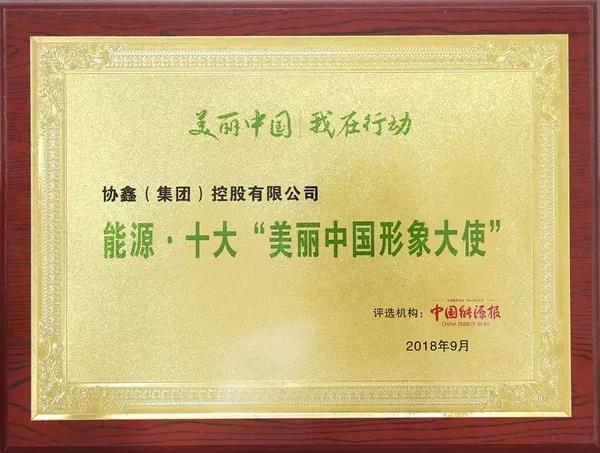 美丽中国|我在行动
协鑫（集团）控股有限公司
能源·十大“美丽中国形象大使”
评选机构：中国能源报
CHINA ENERGY NEWS
2018年9月